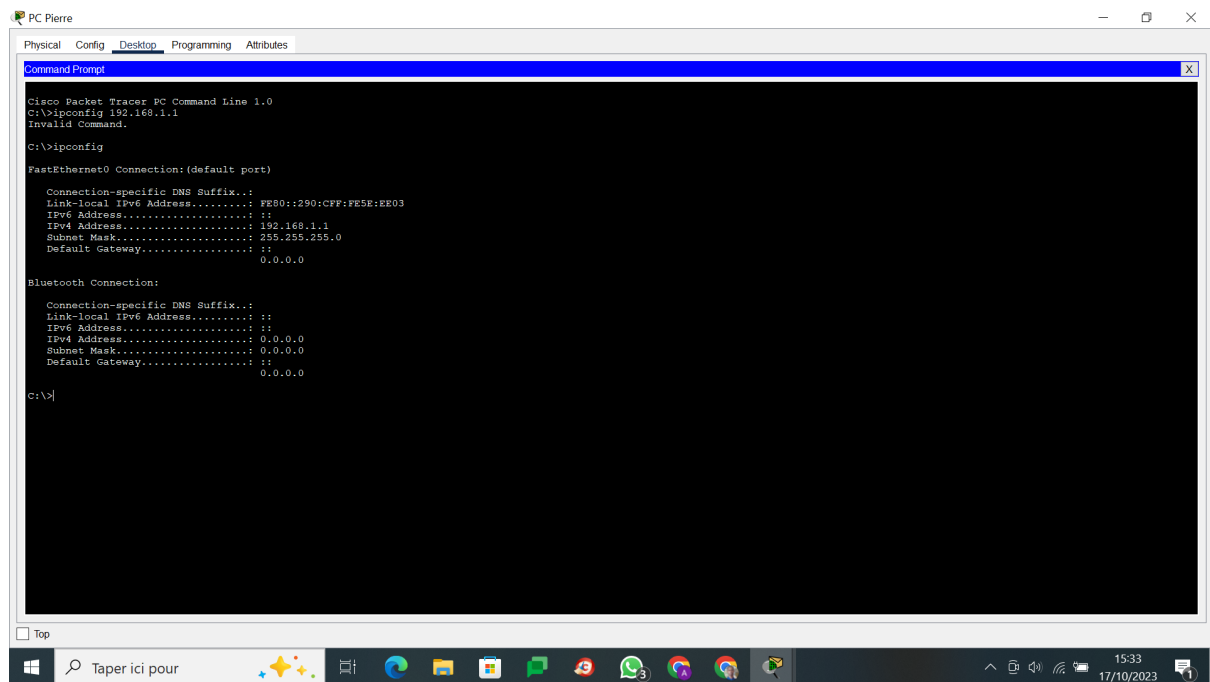 PC Pierre
Physical Config Desktop Programming Attributes
Command Prompt X
Cisco Packet Tracer PC Command Line 1.0
C:\>ipconfig 192.168.1.1
Invalid Command.
C:\>ipconfig
FastEthernet0 Connection:(default port)
Connection-specific DNS Suffix..:
Link-local IPv6 Address.........: FE80::290:CFF:FE5E:EE03
IPv6 Address....................: ::
IPv4 Address....................: 192.168.1.1
Subnet Mask.....................: 255.255.255.0
Default Gateway.................: ::
0.0.0.0
Bluetooth Connection:
Connection-specific DNS Suffix..:
Link-local IPv6 Address.........: ::
IPv6 Address....................: ::
IPv4 Address....................: 0.0.0.0
Subnet Mask.....................: 0.0.0.0
Default Gateway.................: ::
0.0.0.0
C:\>
Top
Taper ici pour
3
A
15:33
17/10/2023
1